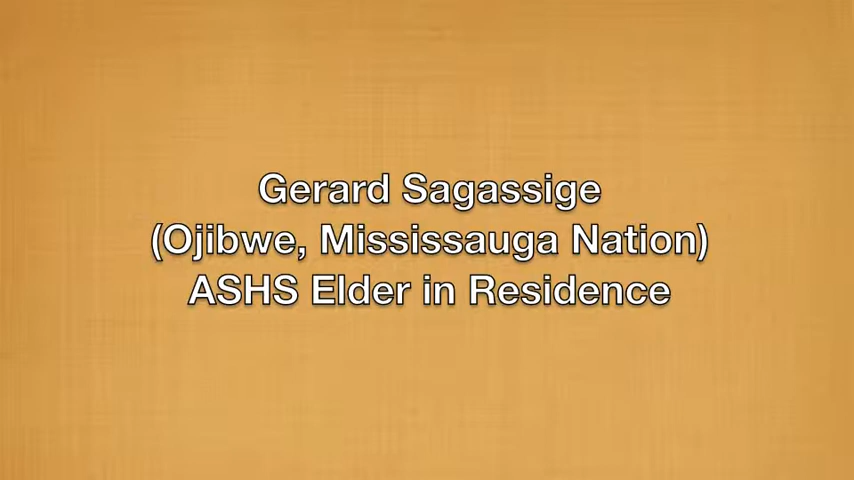 Gerard Sagassige
(Ojibwe, Mississauga Nation)
ASHS Elder in Residence